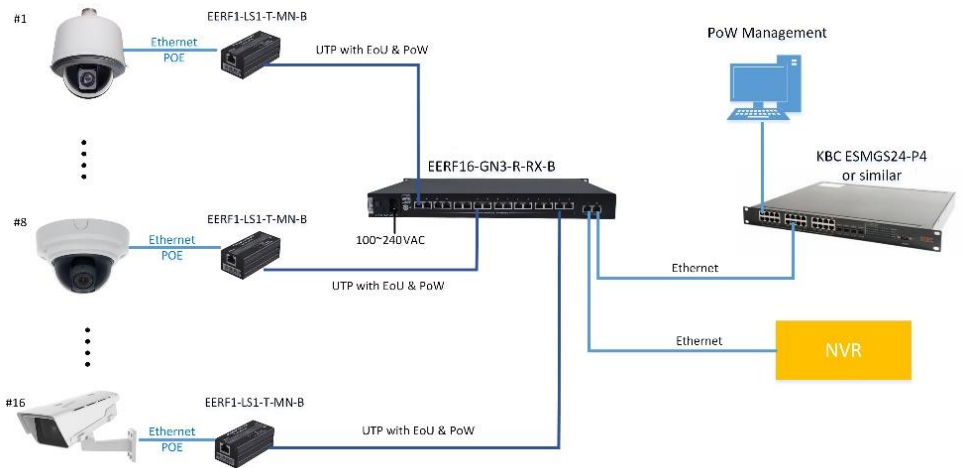 #1
EERF1-LS1-T-MN-B
Ethernet
POE
UTP with EoU & PoW
PoW Management
EERF16-GN3-R-RX-B
KBC ESMGS24-P4
or similar
#8
EERF1-LS1-T-MN-B
Ethernet
POE
100~240VAC
UTP with EoU & PoW
Ethernet
Ethernet
NVR
#16
EERF1-LS1-T-MN-B
Ethernet
POE
UTP with EoU & PoW